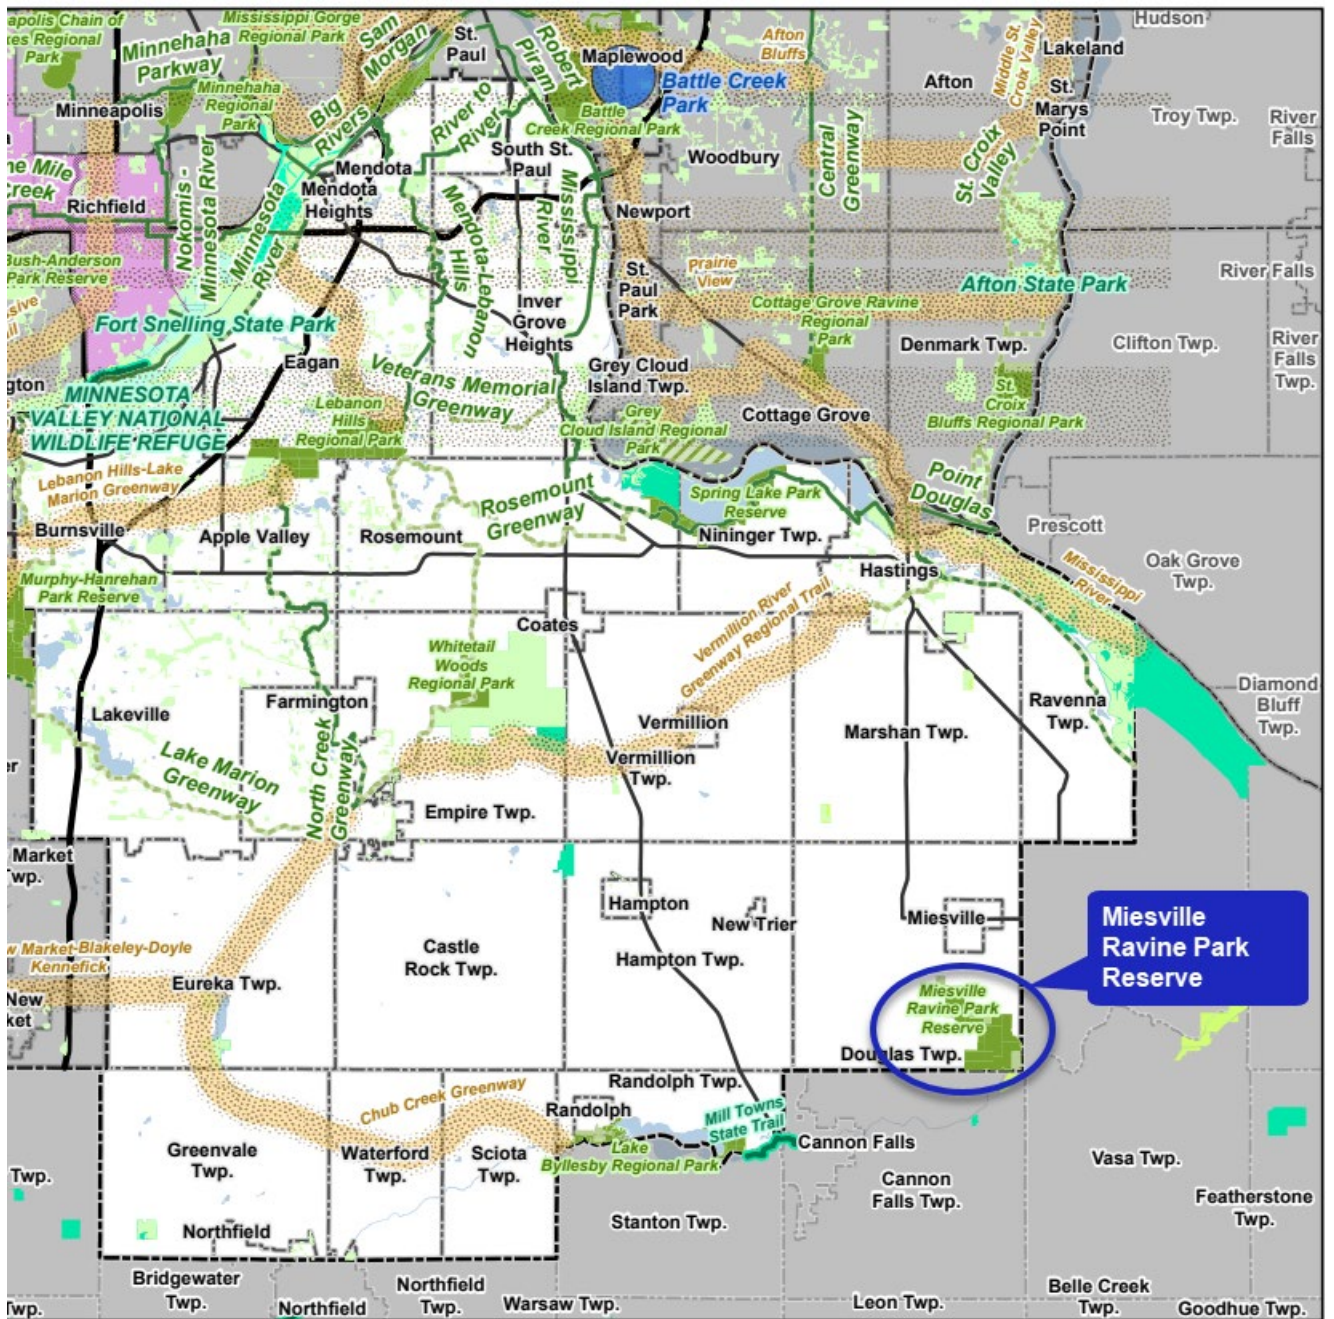 apolis Chain of
kes Regional
Park
Minnehaha
Parkway
Mississippi Gorge
Regional Park
Sam
Morgan
St.
Paul
Robert
Piram
Maplewood
Battle Creek
Park
Afton
Bluffs
Middle St.
Croix Valley
Hudson
Lakeland
Afton
St.
Marys
Point
Troy Twp.
River
Falls
Minneapolis
Minnehaha
Regional
Park
Big
Rivers
River to
River
Battle
Creek Regional Park
South St.
Paul
Woodbury
Central
Greenway
St. Croix
Valley
ne Mile
Creek
Richfield
Nokomis -
Minnesota River
Minnesota
River
Mendota
Mendota
Heights
Mendota-Lebanon
Hills
Mississippi
River
Newport
Bush-Anderson
Park Reserve
St.
Paul
Park
Prairie
View
River Falls
Afton State Park
Inver
Grove
Heights
Cottage Grove Ravine
Regional
Park
Fort Snelling State Park
Eagan
Denmark Twp.
Clifton Twp.
River
Falls
Twp.
Grey Cloud
Island Twp.
Veterans Memorial
Greenway
ngton
MINNESOTA
VALLEY NATIONAL
WILDLIFE REFUGE
Lebanon
Hills
Regional Park
Grey
Cloud Island Regional
Park
Cottage Grove
St.
Croix
Bluffs Regional Park
Lebanon Hills-Lake
Marion Greenway
Rosemount
Greenway
Spring Lake Park
Reserve
Point
Douglas
Prescott
Burnsville
Apple Valley
Rosemount
Nininger Twp.
Hastings
Mississippi
River
Oak Grove
Twp.
Murphy-Hanrehan
Park Reserve
Coates
Vermillion River
Greenway Regional Trail
Whitetail
Woods
Regional Park
Lakeville
Farmington
Vermillion
Vermillion
Twp.
Marshan Twp.
Ravenna
Twp.
Diamond
Bluff
Twp.
Lake Marion
Greenway
North Creek
Greenway
Empire Twp.
Market
Twp.
Hampton
New Trier
Miesville
Miesville
Ravine Park
Reserve
w Market-Blakeley-Doyle
Kennefick
Castle
Rock Twp.
Hampton Twp.
Eureka Twp.
New
ket
Miesville
Ravine Park
Reserve
Douglas Twp.
Chub Creek Greenway
Randolph Twp.
Randolph
Mill Towns
State Trail
Greenvale
Twp.
Waterford
Twp.
Sciota
Twp.
Lake
Byllesby Regional Park
Cannon Falls
Twp.
Cannon
Falls Twp.
Vasa Twp.
Featherstone
Twp.
Northfield
Stanton Twp.
Bridgewater
Twp.
Northfield
Northfield
Twp.
Warsaw Twp.
Leon Twp.
Belle Creek
Twp.
Goodhue Twp.
Twp.